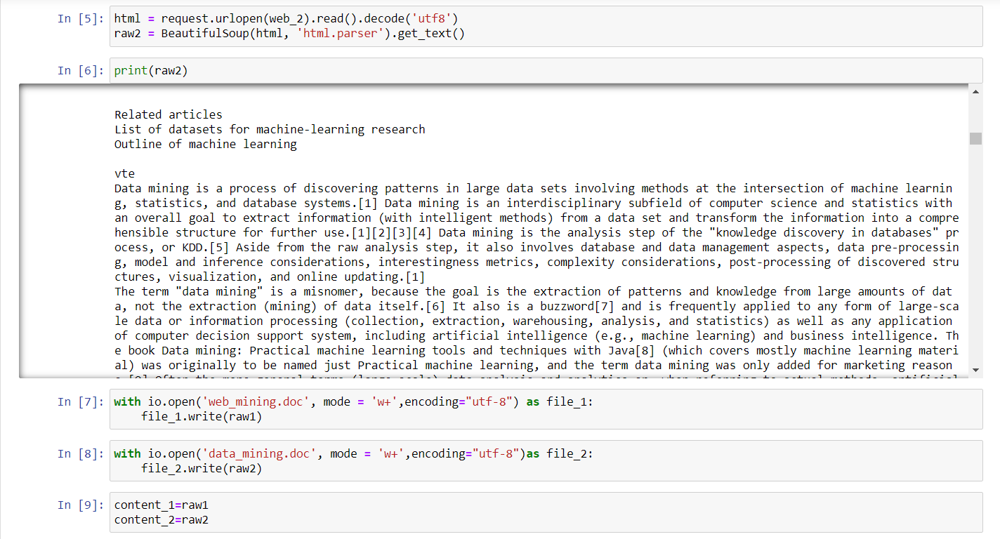 In [5]: html = request.urlopen(web_2).read().decode('utf8')
raw2 = BeautifulSoup(html, 'html.parser').get_text()
In [6]: print(raw2)
Related articles
List of datasets for machine-learning research
Outline of machine learning
vte
Data mining is a process of discovering patterns in large data sets involving methods at the intersection of machine learnin
g, statistics, and database systems.[1] Data mining is an interdisciplinary subfield of computer science and statistics with
an overall goal to extract information (with intelligent methods) from a data set and transform the information into a compre
hensible structure for further use.[1][2][3][4] Data mining is the analysis step of the "knowledge discovery in databases" pr
ocess, or KDD.[5] Aside from the raw analysis step, it also involves database and data management aspects, data pre-processin
g, model and inference considerations, interestingness metrics, complexity considerations, post-processing of discovered stru
ctures, visualization, and online updating.[1]
The term "data mining" is a misnomer, because the goal is the extraction of patterns and knowledge from large amounts of dat
a, not the extraction (mining) of data itself.[6] It also is a buzzword[7] and is frequently applied to any form of large-sca
le data or information processing (collection, extraction, warehousing, analysis, and statistics) as well as any application
of computer decision support system, including artificial intelligence (e.g., machine learning) and business intelligence. Th
e book Data mining: Practical machine learning tools and techniques with Java[8] (which covers mostly machine learning materi
al) was originally to be named just Practical machine learning, and the term data mining was only added for marketing reason
In [7]: with io.open('web_mining.doc', mode = 'w+',encoding="utf-8") as file_1:
file_1.write(raw1)
In [8]: with io.open('data_mining.doc', mode = 'w+',encoding="utf-8")as file_2:
file_2.write(raw2)
In [9]: content_1=raw1
content_2=raw2